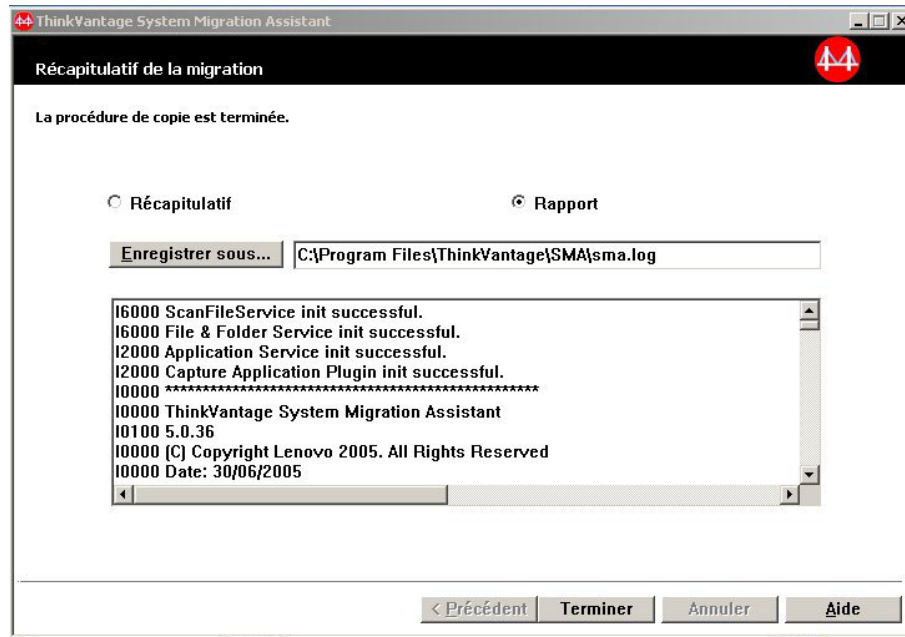 ThinkVantage System Migration Assistant
Récapitulatif de la migration
La procédure de copie est terminée.
Récapitulatif
Rapport
Enregistrer sous...
C:\Program Files\ThinkVantage\SMA\sma.log
I6000 ScanFileService init successful.
I6000 File & Folder Service init successful.
I2000 Application Service init successful.
I2000 Capture Application Plugin init successful.
I0000 **************************************************
I0000 ThinkVantage System Migration Assistant
I0100 5.0.36
I0000 (C) Copyright Lenovo 2005. All Rights Reserved
I0000 Date: 30/06/2005
< Précédent
Terminer
Annuler
Aide